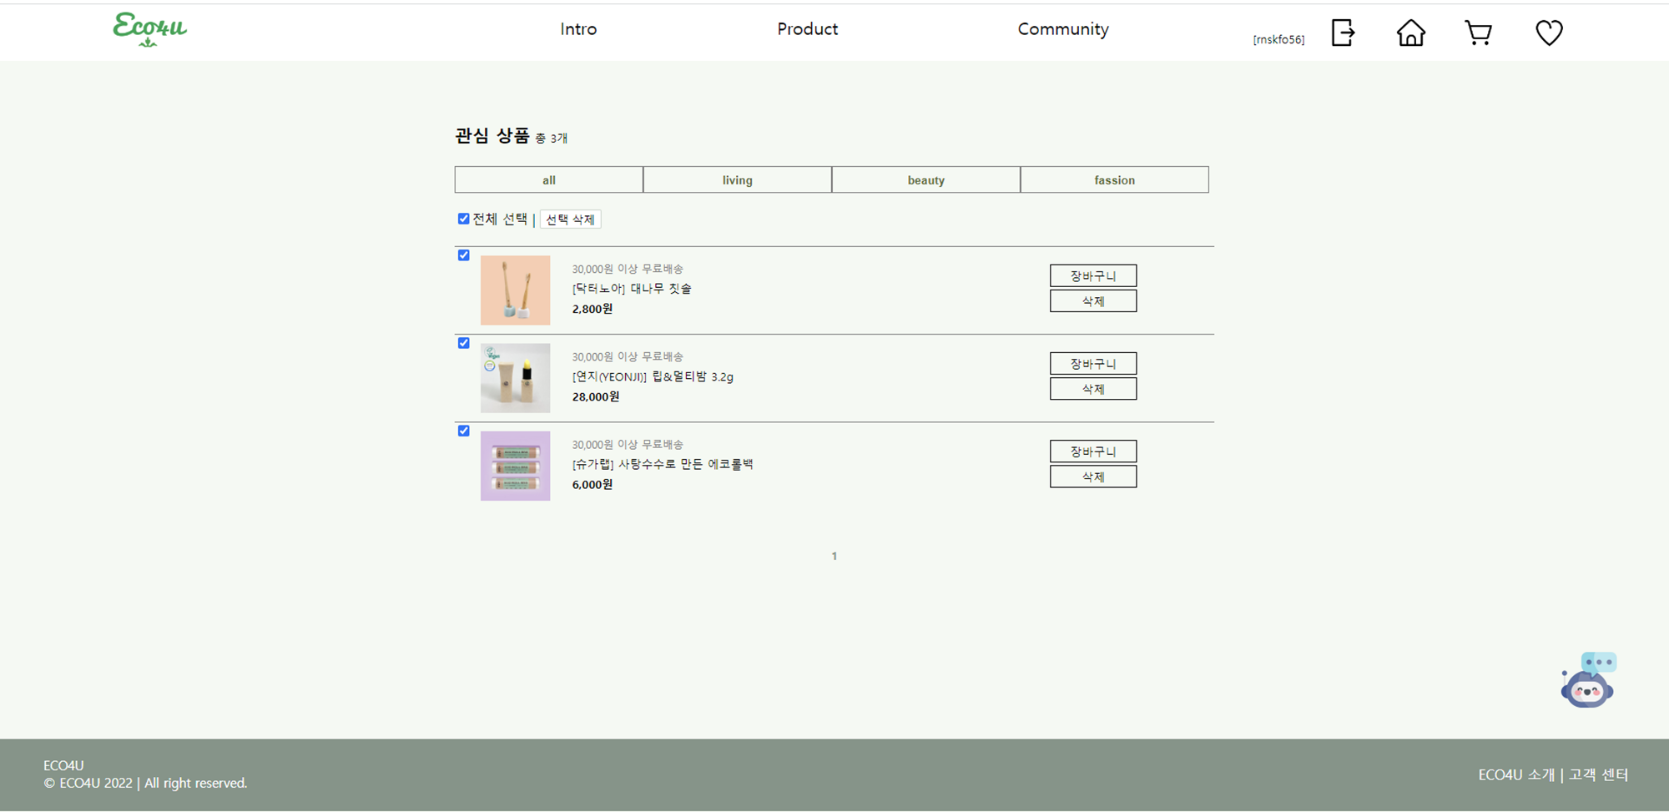 Eco4u
Intro
Product
Community
[rnskfo56]
관심 상품 총 3개
all
living
beauty
fassion
전체 선택 | 선택 삭제
30,000원 이상 무료배송
[닥터노아] 대나무 칫솔
2,800원
장바구니
삭제
30,000원 이상 무료배송
[연지(YEONJI)] 립&멀티밤 3.2g
28,000원
장바구니
삭제
30,000원 이상 무료배송
[슈가랩] 사탕수수로 만든 에코롤백
6,000원
장바구니
삭제
1
ECO4U
© ECO4U 2022 | All right reserved.
ECO4U 소개 | 고객 센터